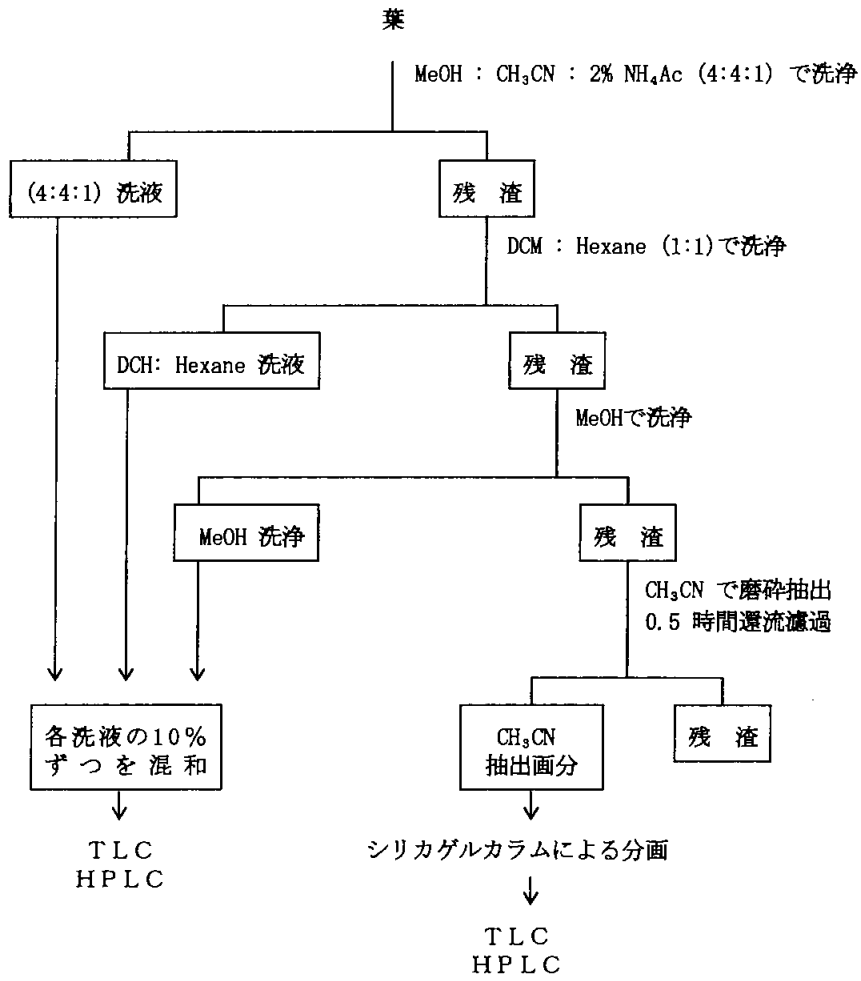 葉
MeOH : CH₃CN : 2% NH₄Ac (4:4:1) で洗浄
(4:4:1) 洗液
残 渣
DCM : Hexane (1:1)で洗浄
DCH: Hexane 洗液
残 渣
MeOHで洗浄
MeOH 洗浄
残 渣
CH₃CN で磨砕抽出
0.5 時間還流濾過
各洗液の10%
ずつを混和
CH₃CN
抽出画分
残 渣
TLC
HPLC
シリカゲルカラムによる分画
TLC
HPLC